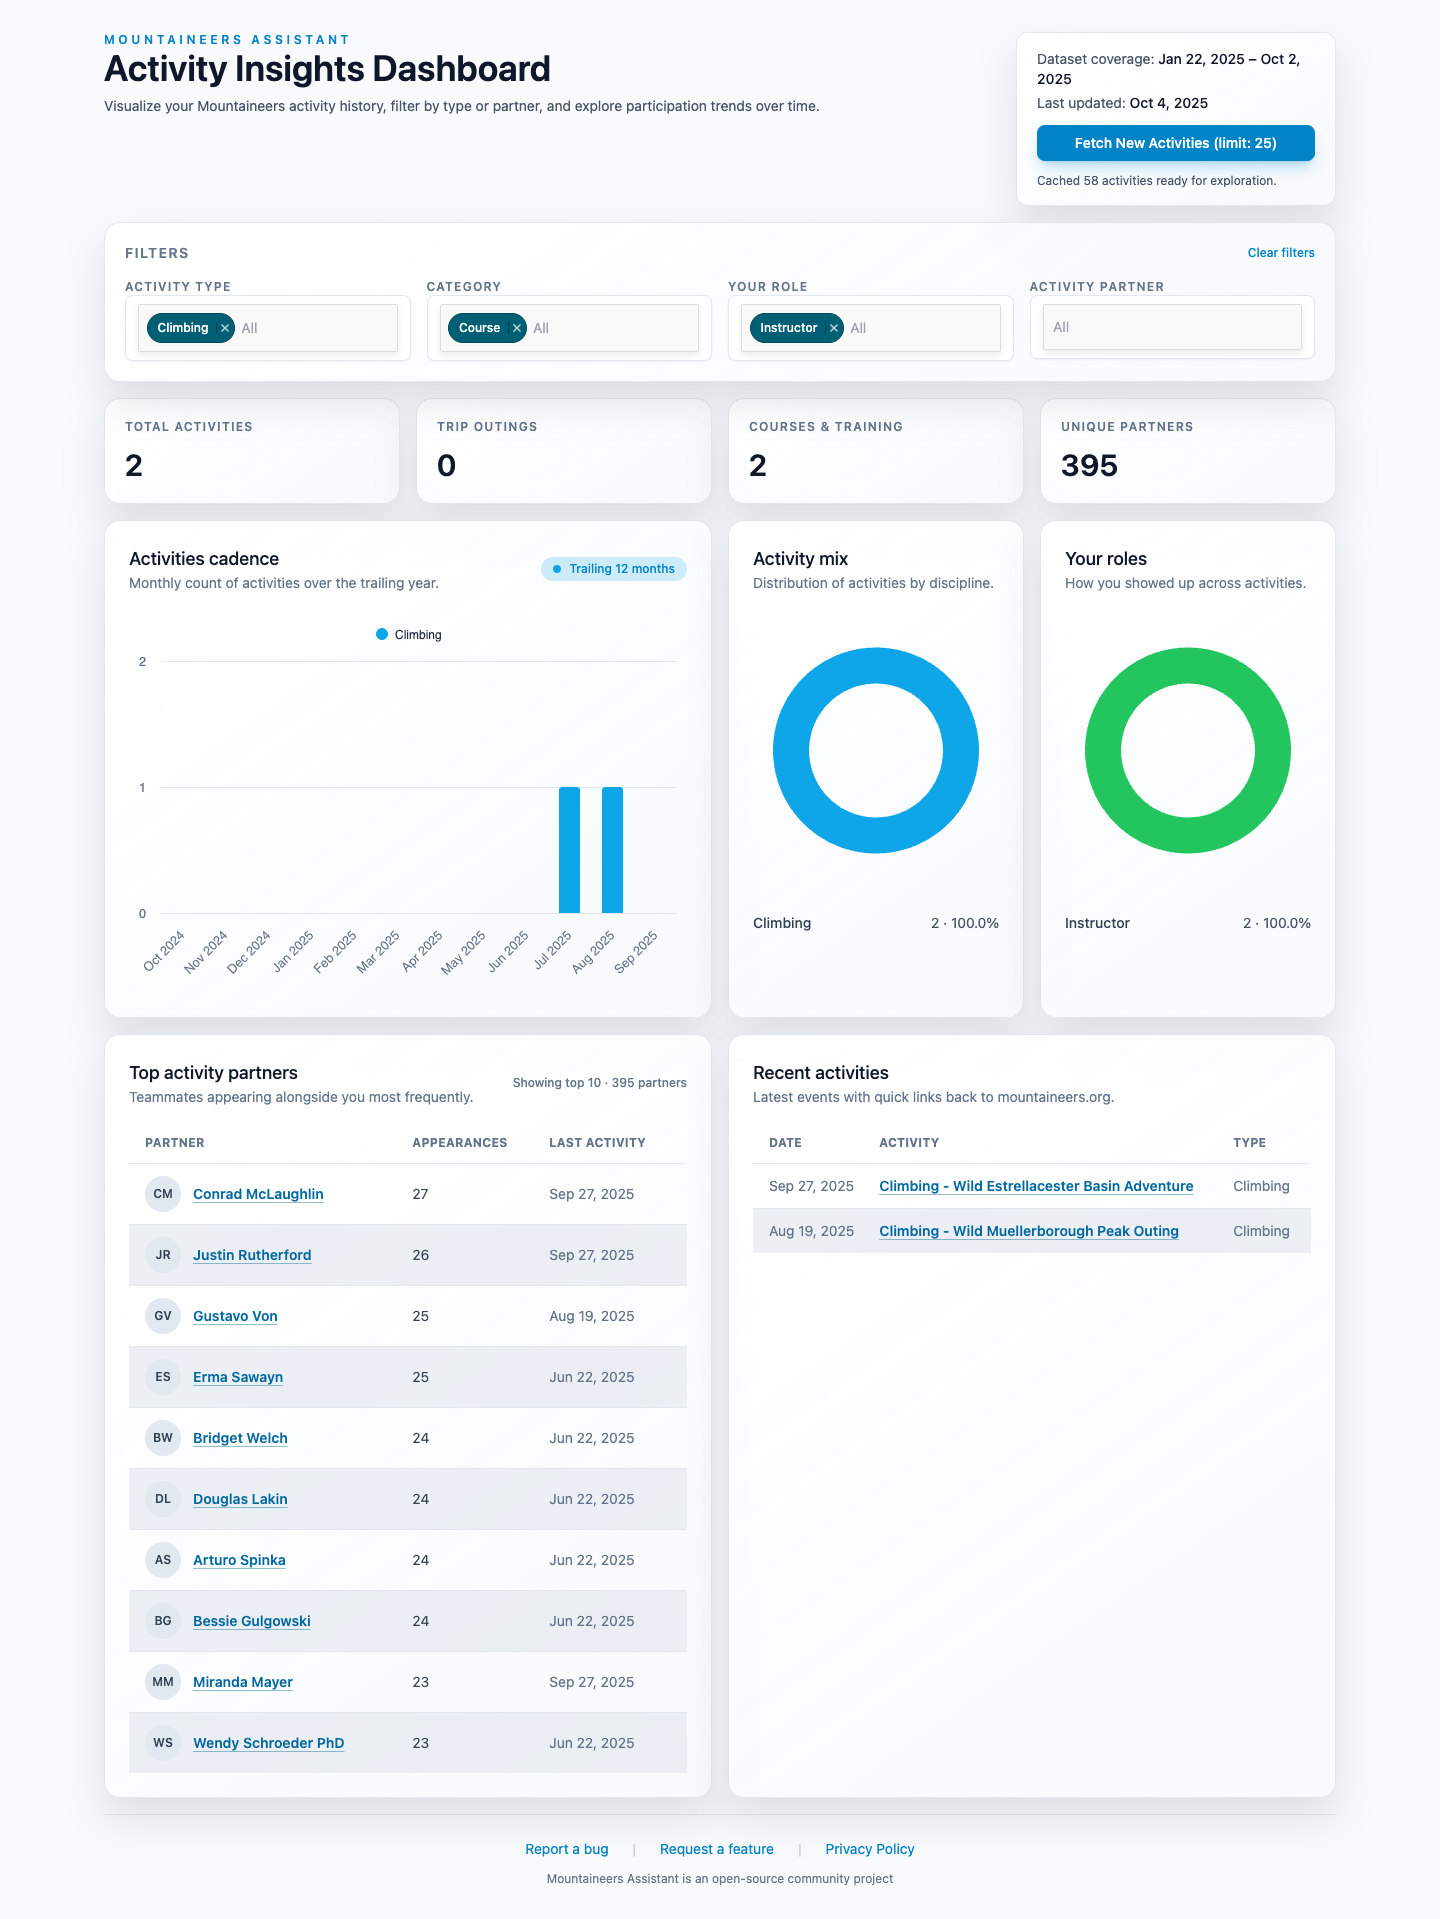 MOUNTAINEERS ASSISTANT
Activity Insights Dashboard
Visualize your Mountaineers activity history, filter by type or partner, and explore participation trends over time.
Dataset coverage: Jan 22, 2025 – Oct 2,
2025
Last updated: Oct 4, 2025
Fetch New Activities (limit: 25)
Cached 58 activities ready for exploration.
FILTERS
Clear filters
ACTIVITY TYPE
CATEGORY
YOUR ROLE
ACTIVITY PARTNER
Climbing × All
Course × All
Instructor × All
All
TOTAL ACTIVITIES
2
TRIP OUTINGS
0
COURSES & TRAINING
2
UNIQUE PARTNERS
395
Activities cadence
Monthly count of activities over the trailing year.
Trailing 12 months
Climbing
2
1
0
Oct 2024
Nov 2024
Dec 2024
Jan 2025
Feb 2025
Mar 2025
Apr 2025
May 2025
Jun 2025
Jul 2025
Aug 2025
Sep 2025
Activity mix
Distribution of activities by discipline.
Climbing 2 · 100.0%
Your roles
How you showed up across activities.
Instructor 2 · 100.0%
Top activity partners
Teammates appearing alongside you most frequently.
Showing top 10 · 395 partners
PARTNER APPEARANCES LAST ACTIVITY
CM Conrad McLaughlin 27 Sep 27, 2025
JR Justin Rutherford 26 Sep 27, 2025
GV Gustavo Von 25 Aug 19, 2025
ES Erma Sawayn 25 Jun 22, 2025
BW Bridget Welch 24 Jun 22, 2025
DL Douglas Lakin 24 Jun 22, 2025
AS Arturo Spinka 24 Jun 22, 2025
BG Bessie Gulgowski 24 Jun 22, 2025
MM Miranda Mayer 23 Sep 27, 2025
WS Wendy Schroeder PhD 23 Jun 22, 2025
Recent activities
Latest events with quick links back to mountaineers.org.
DATE ACTIVITY TYPE
Sep 27, 2025 Climbing - Wild Estrellacester Basin Adventure Climbing
Aug 19, 2025 Climbing - Wild Muellerborough Peak Outing Climbing
Report a bug | Request a feature | Privacy Policy
Mountaineers Assistant is an open-source community project